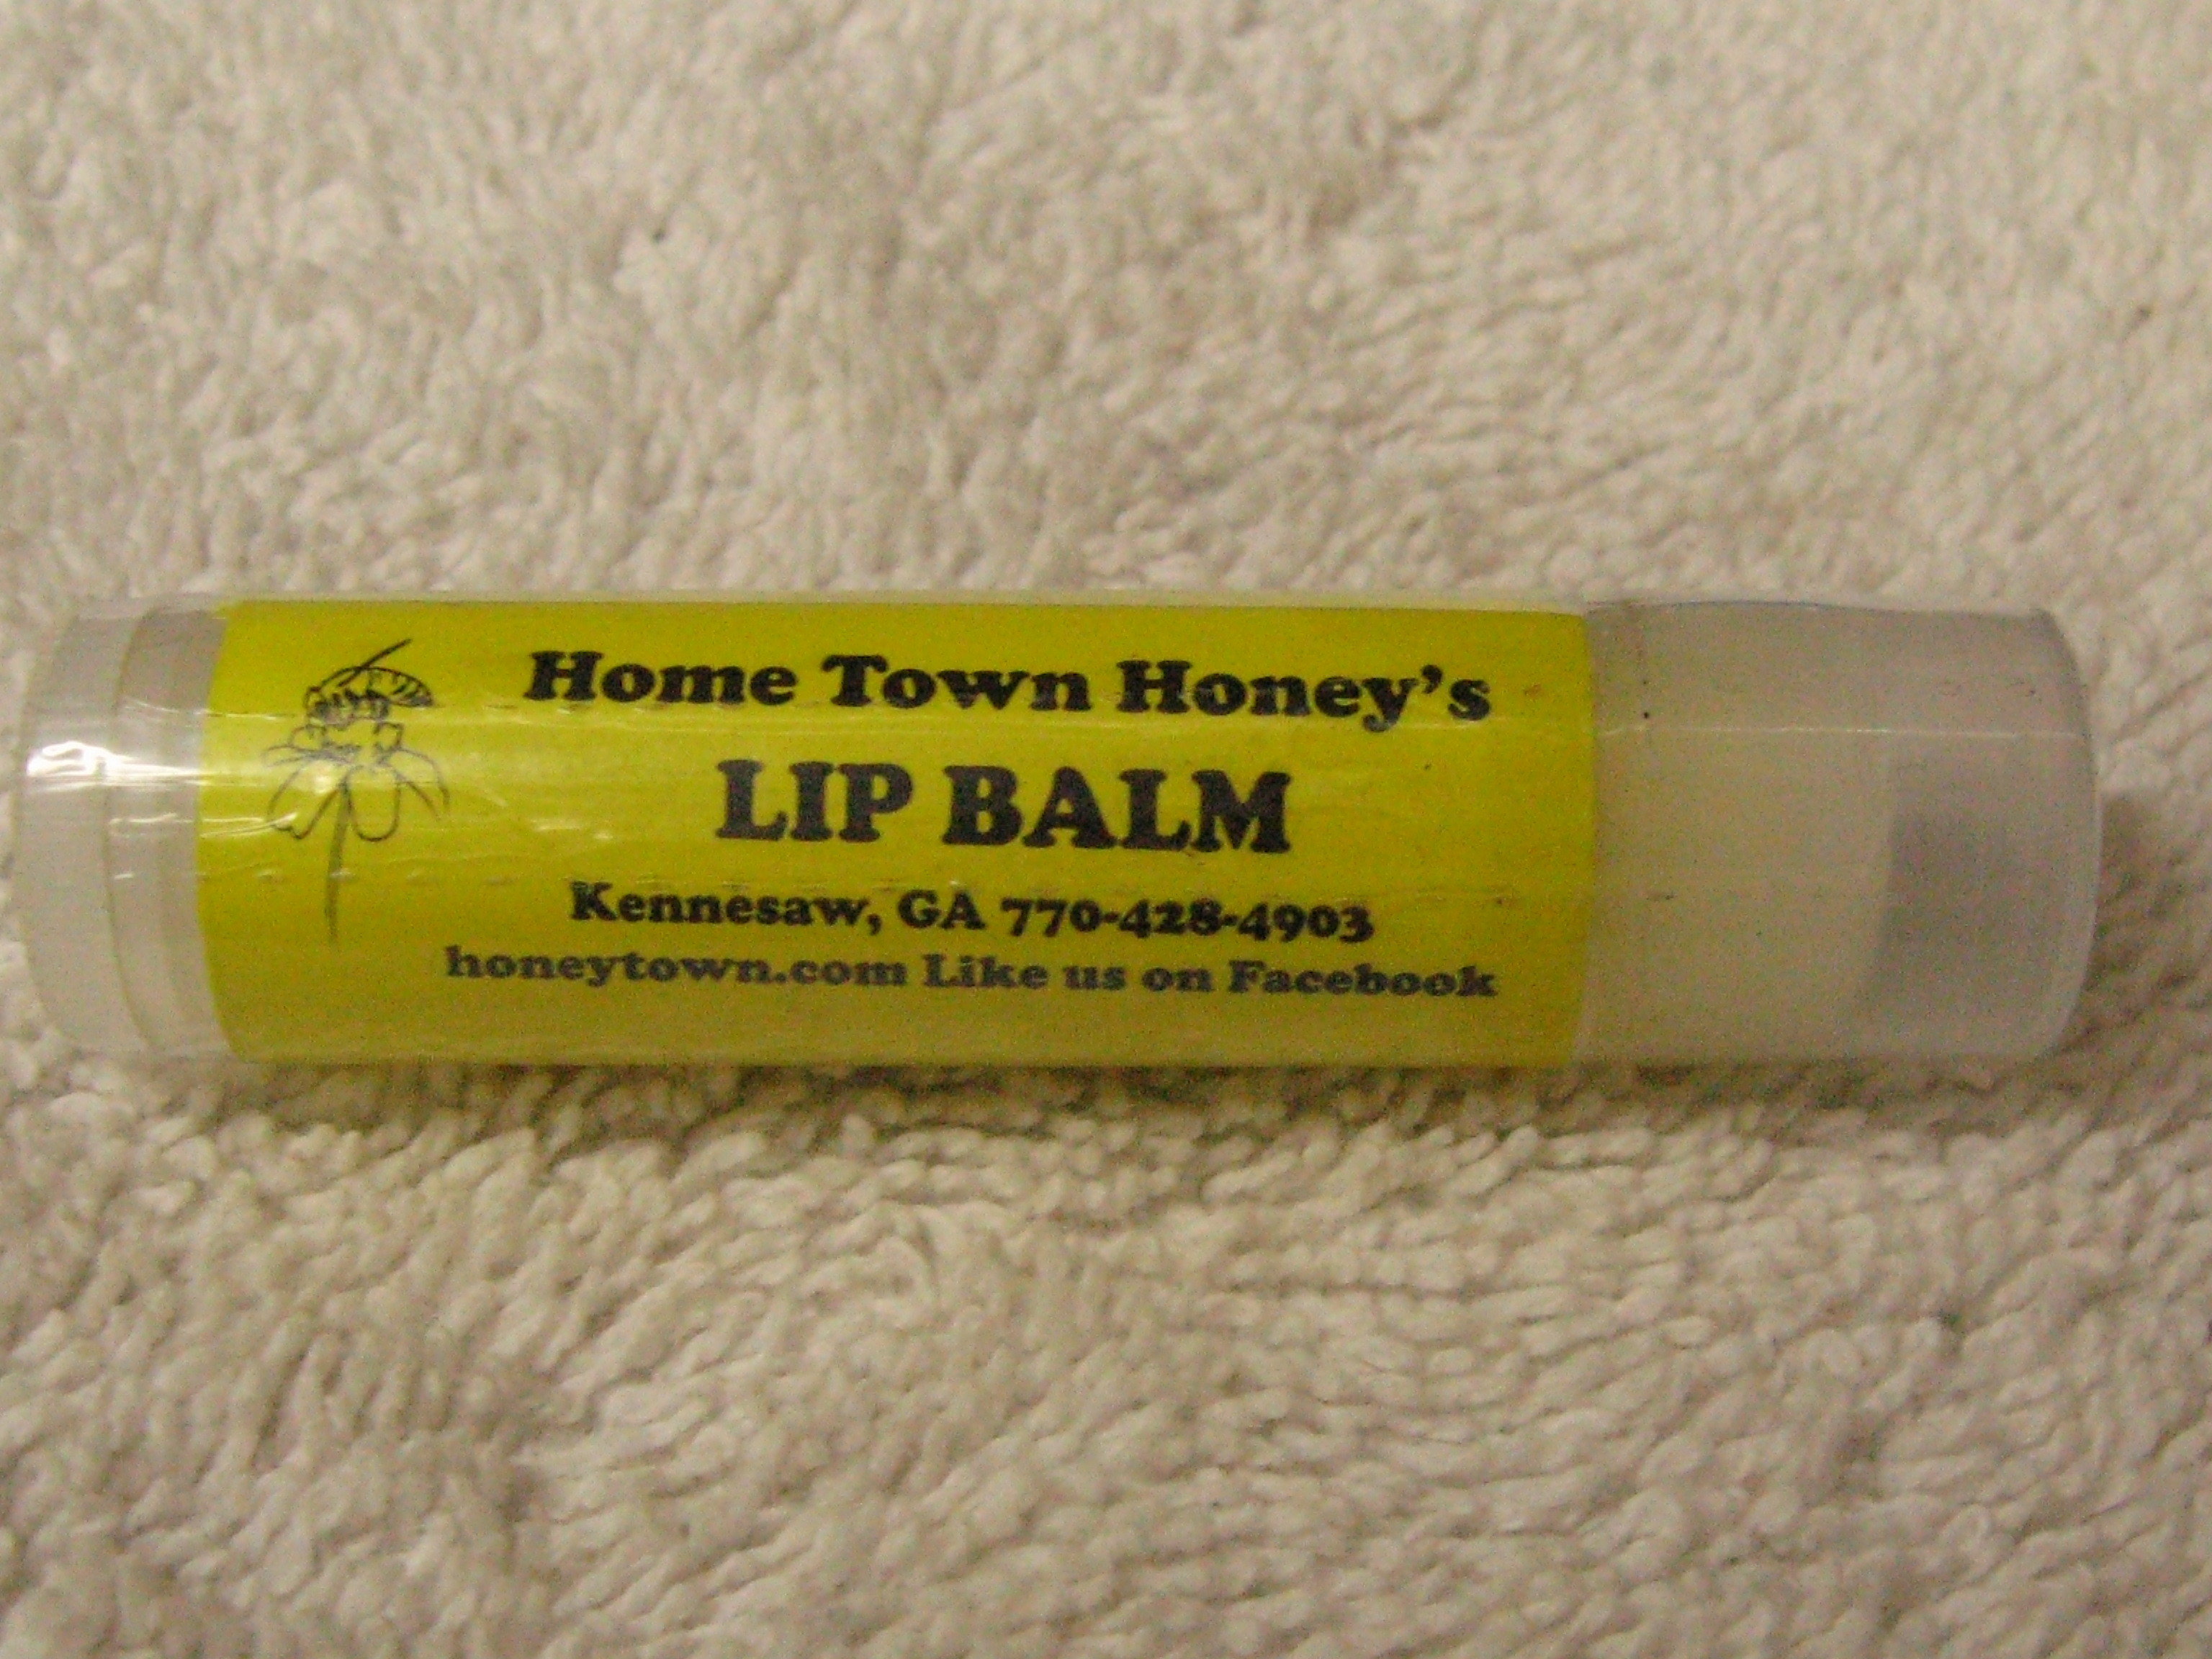 Home Town Honey's
LIP BALM
Kennesaw, GA 770-428-4903
honeytown.com Like us on Facebook